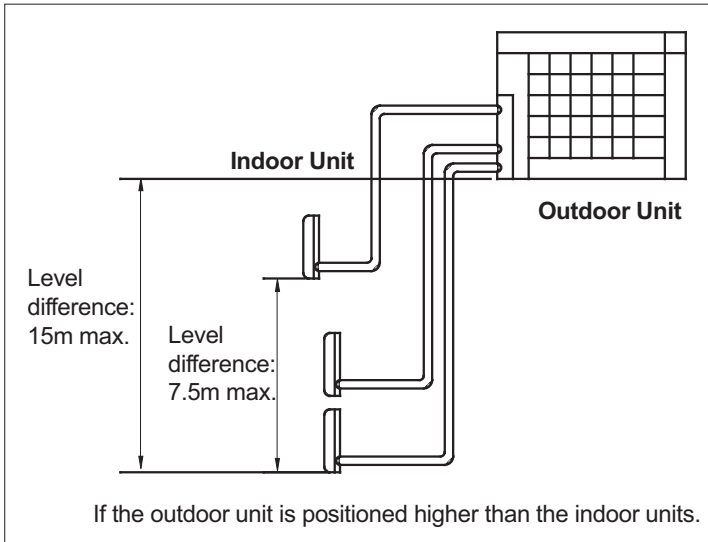 Indoor Unit
Outdoor Unit
Level
difference:
15m max.
Level
difference:
7.5m max.
If the outdoor unit is positioned higher than the indoor units.